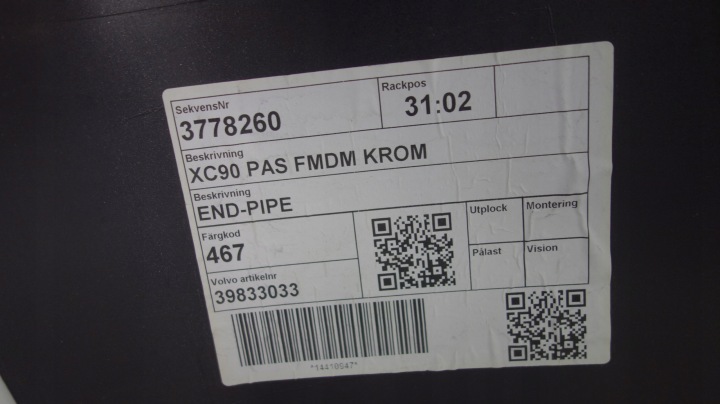 SekvensNr
3778260
Rackpos
31:02
Beskrivning
XC90 PAS FMDM KROM
Beskrivning
END-PIPE
Färgkod
467
Utplock
Montering
Pålast
Vision
Volvo artikelnr
39833033
*14410647*